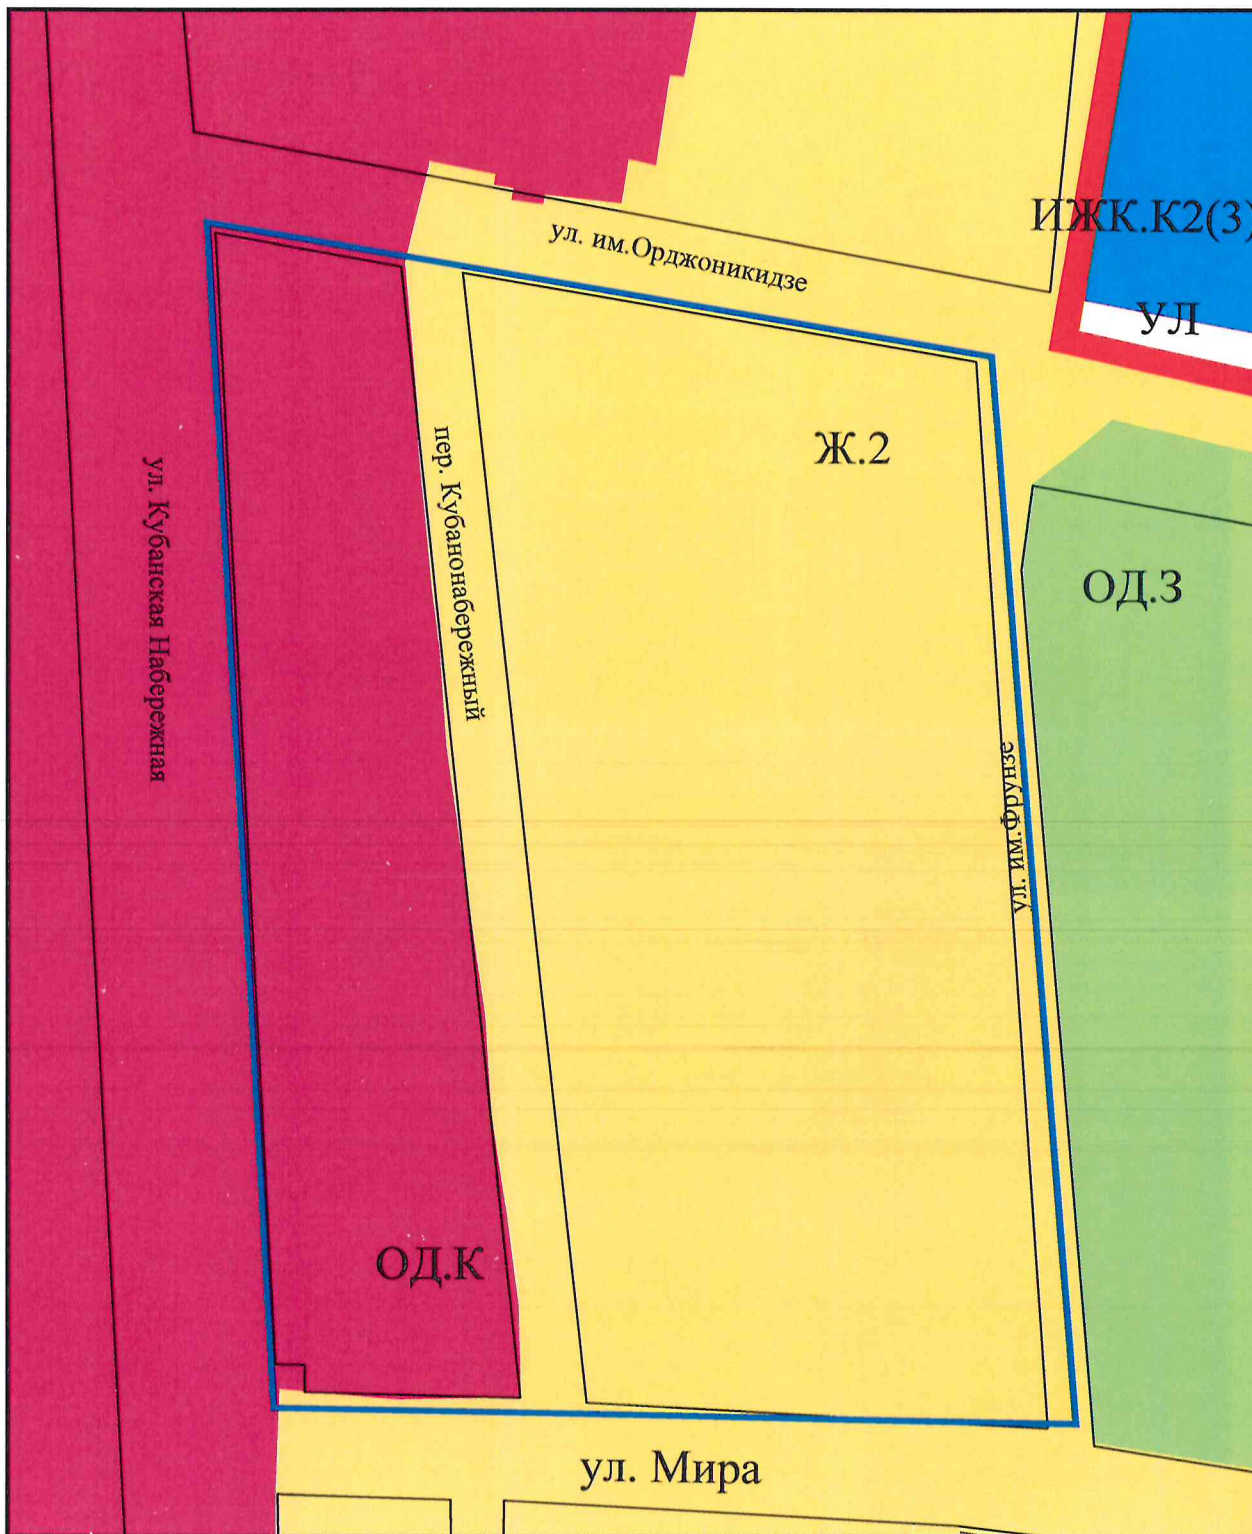 ИЖК.К2(3)
ул. им.Орджоникидзе
УЛ
Ж.2
пер. Кубанонабережный
ул. Кубанская Набережная
ОД.3
ул. им.Фрунзе
ОД.К
ул. Мира